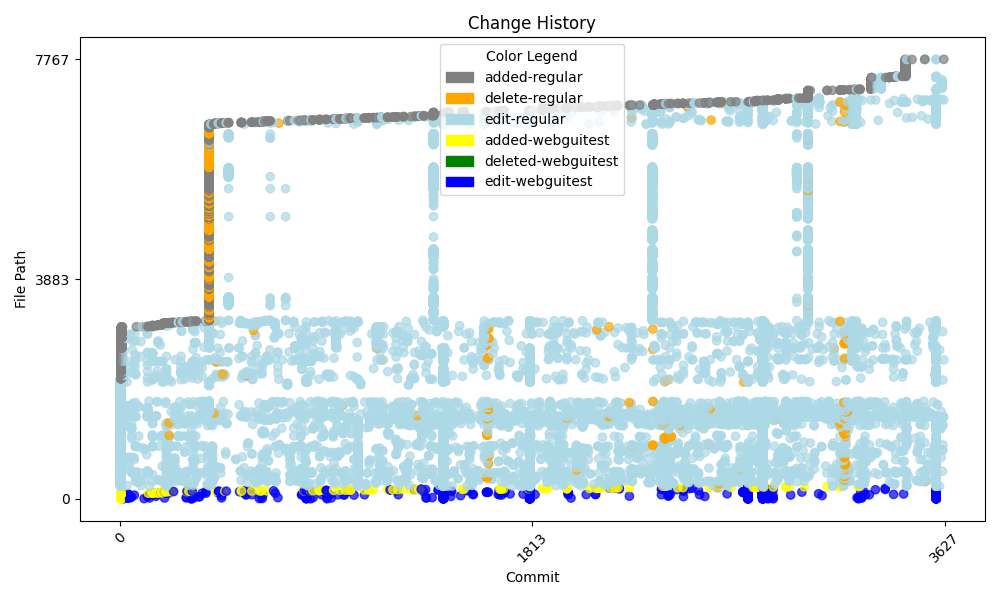 Change History
7767
3883
0
File Path
Color Legend
added-regular
delete-regular
edit-regular
added-webguitest
deleted-webguitest
edit-webguitest
0
1813
3627
Commit